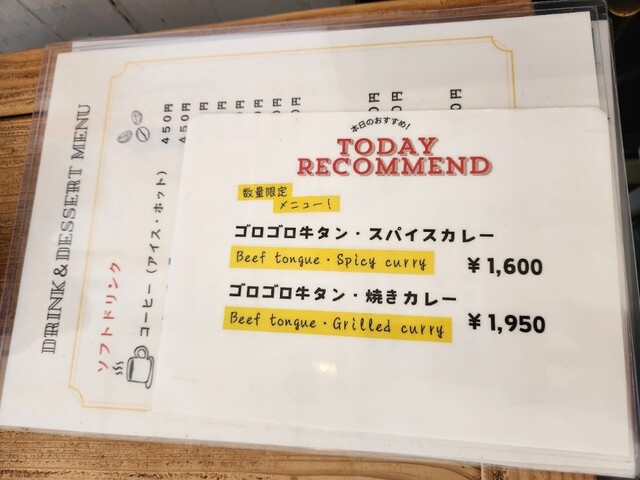 本日のおすすめ!
TODAY
RECOMMEND
数量限定
メニュー!
ゴロゴロ牛タン・スパイスカレー
Beef tongue・Spicy curry
¥1,600
ゴロゴロ牛タン・焼きカレー
Beef tongue・Grilled curry
¥1,950
DRINK&DESSERT MENU
ソフトドリンク
コーヒー(アイス・ホット)
450円
450円